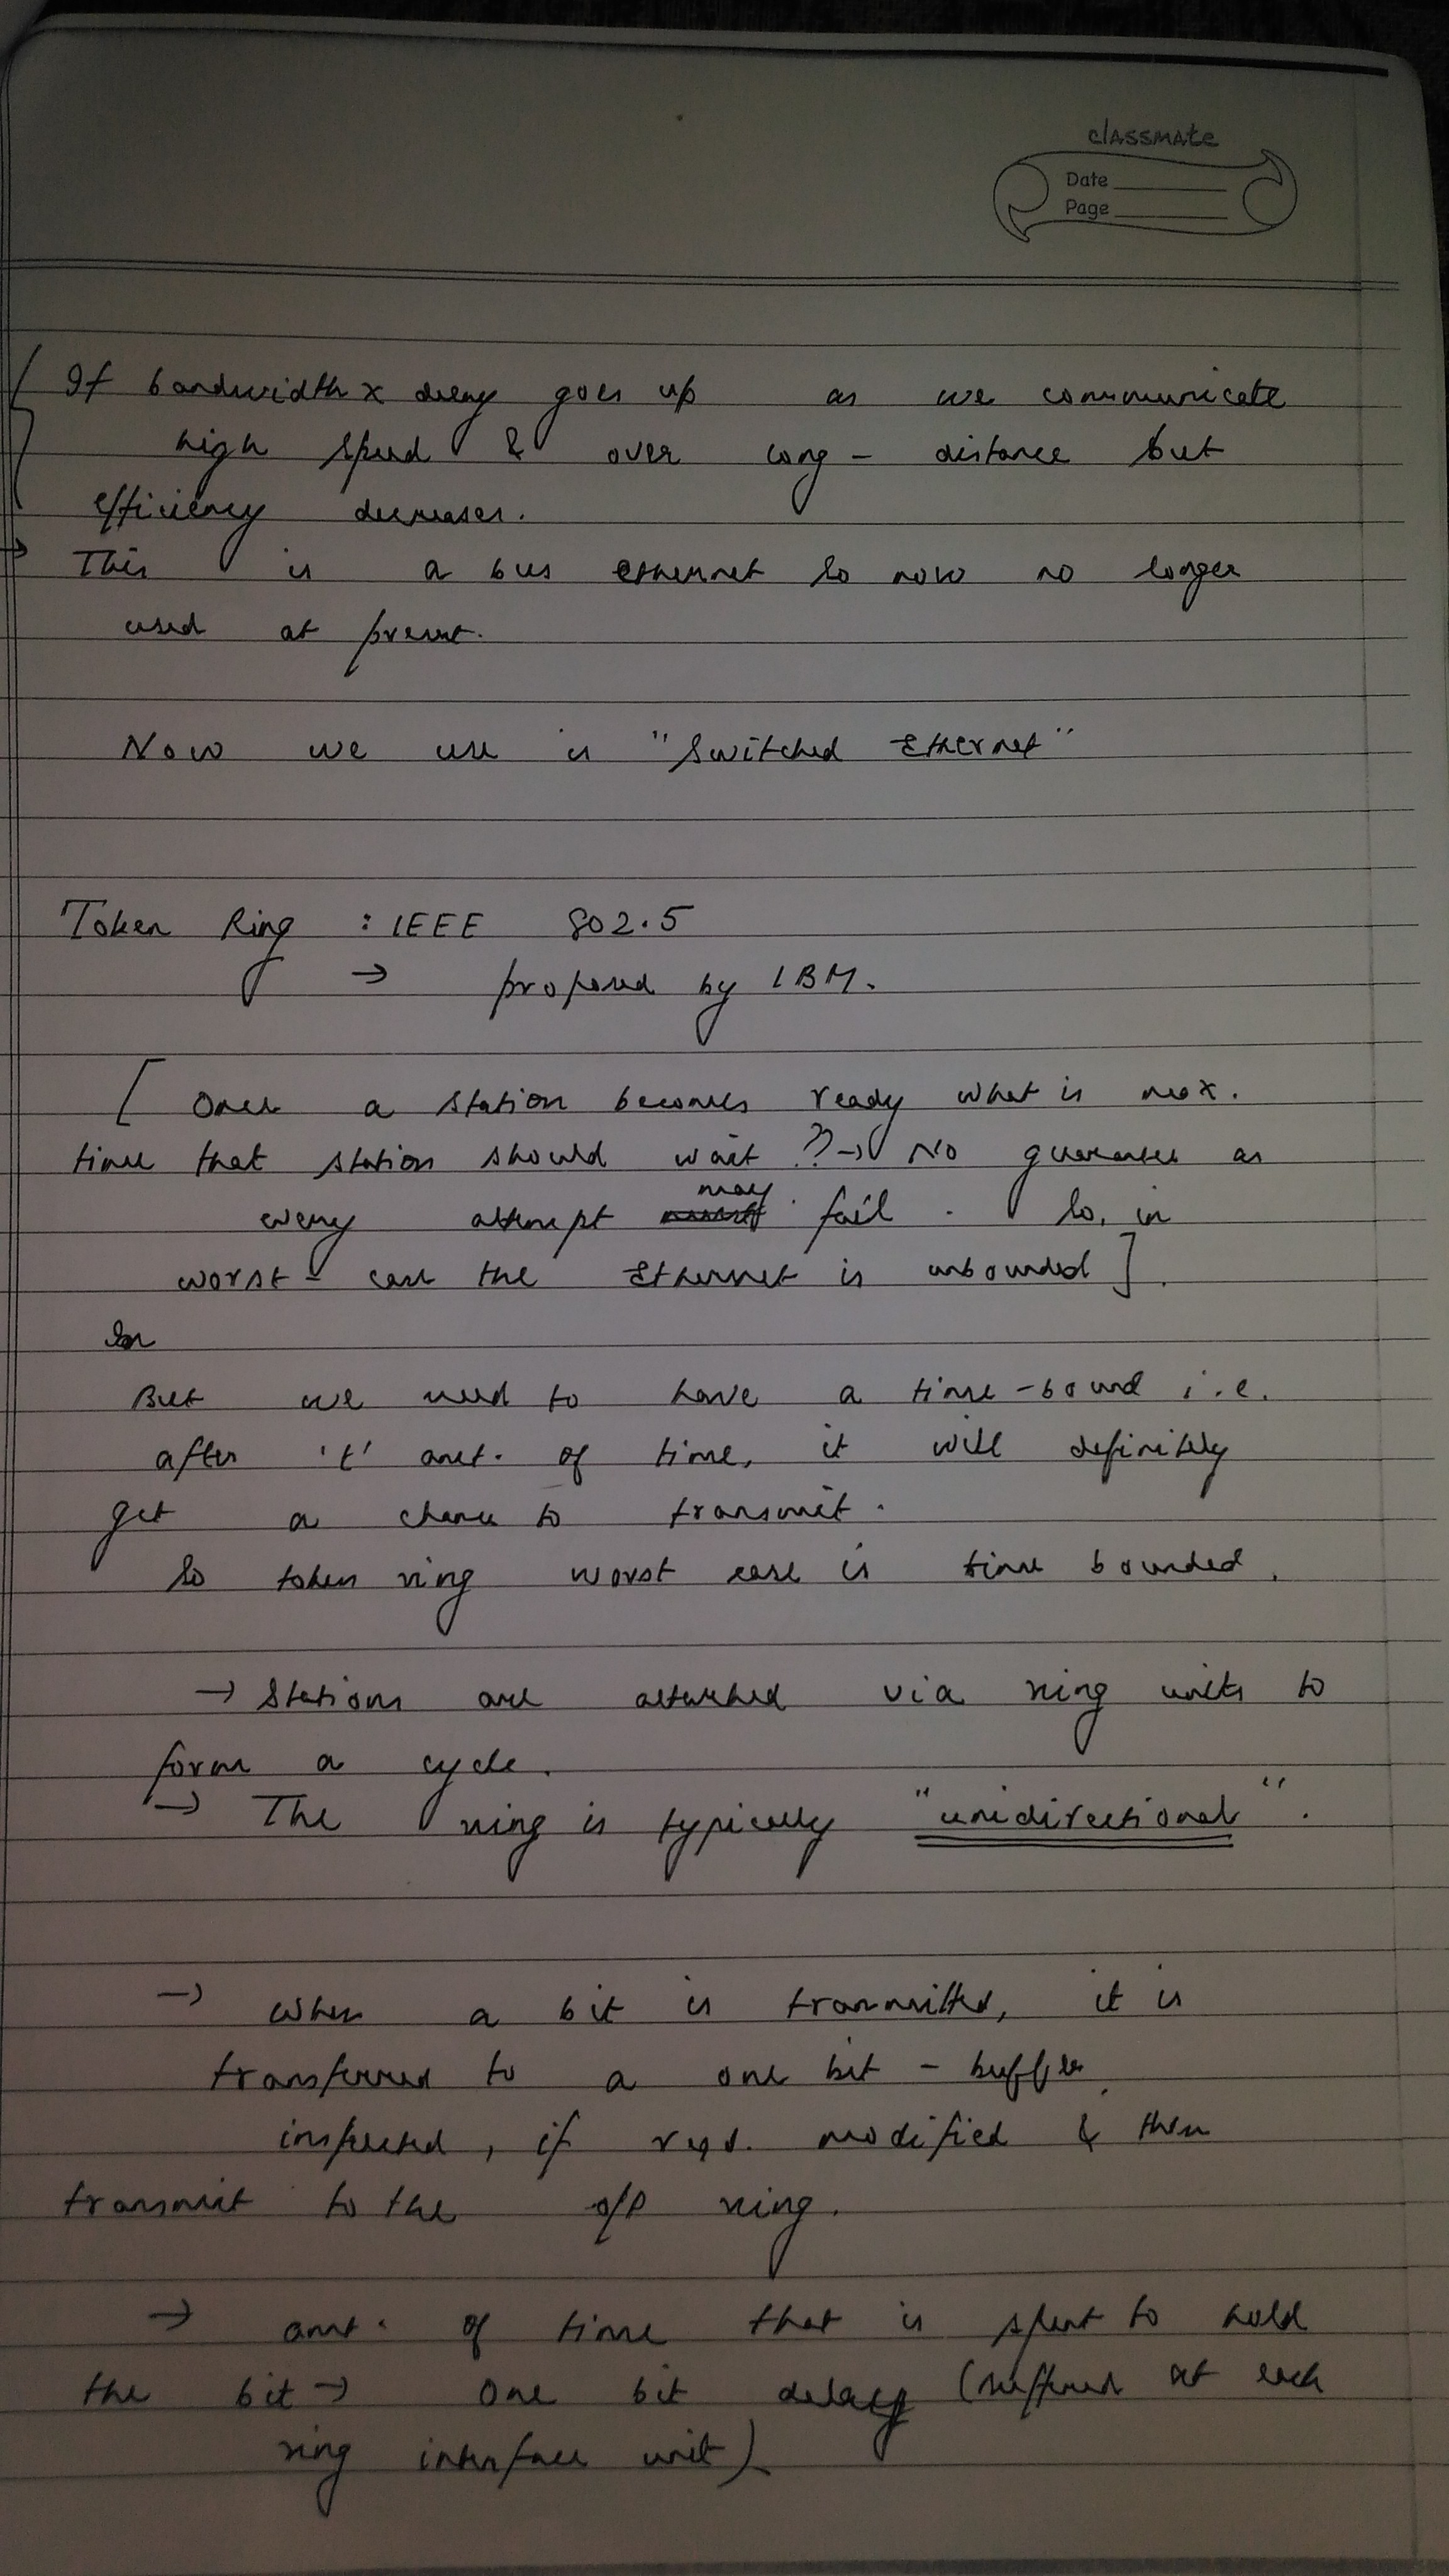 classmate
Date
Page
If bandwidth x delay goes up as we communicate
high speed & over long - distance but
efficiency decreases.
→ This is a bus ethernet so now no longer
used at present.
Now we use is "Switched Ethernet"
Token Ring : IEEE 802.5
→ proposed by IBM.
[ Once a station becomes ready what is max.
time that station should wait ?? → No guarantee as
every attempt may fail . So, in
worst - case the Ethernet is unbounded ].
In
But we need to have a time - bound i.e.
after 't' amt. of time, it will definitely
get a chance to transmit.
So token ring worst case is time bounded.
→ Stations are attached via ring units to
form a cycle.
→ The ring is typically "unidirectional".
→ When a bit is transmitted, it is
transferred to a one bit - buffer
inspected, if reqd. modified & then
transmit to the o/p ring.
→ amt. of time that is spent to hold
the bit → One bit delay (suffered at each
ring interface unit)